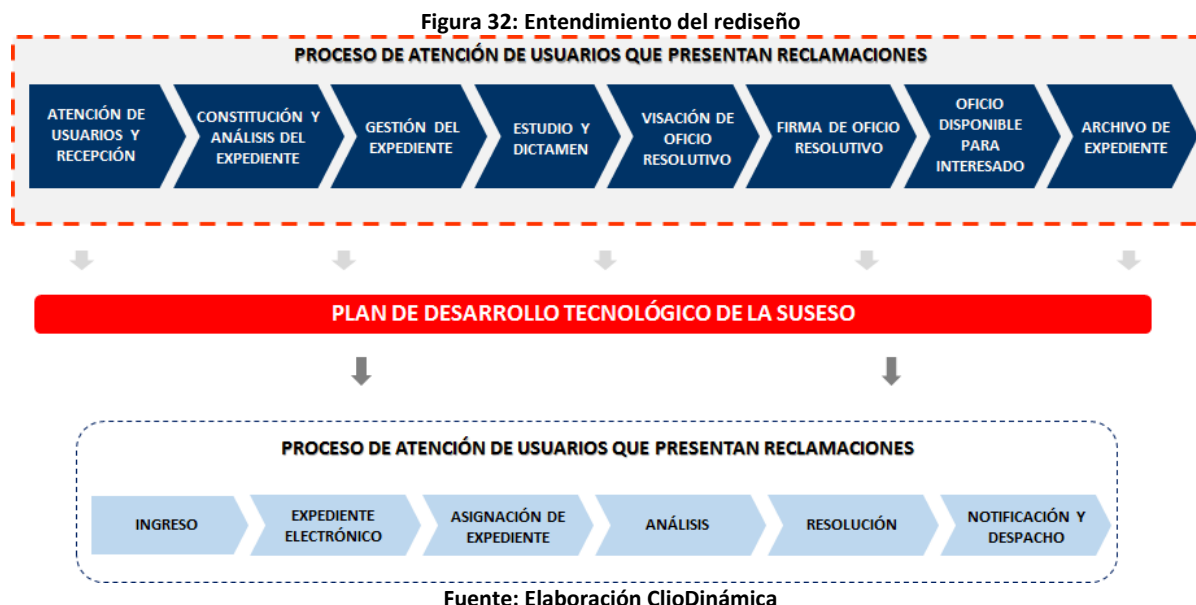 Figura 32: Entendimiento del rediseño
PROCESO DE ATENCIÓN DE USUARIOS QUE PRESENTAN RECLAMACIONES
ATENCIÓN DE
USUARIOS Y
RECEPCIÓN
CONSTITUCIÓN Y
ANÁLISIS DEL
EXPEDIENTE
GESTIÓN DEL
EXPEDIENTE
ESTUDIO Y
DICTAMEN
VISACIÓN DE
OFICIO
RESOLUTIVO
FIRMA DE OFICIO
RESOLUTIVO
OFICIO
DISPONIBLE
PARA
INTERESADO
ARCHIVO DE
EXPEDIENTE
PLAN DE DESARROLLO TECNOLÓGICO DE LA SUSESO
PROCESO DE ATENCIÓN DE USUARIOS QUE PRESENTAN RECLAMACIONES
INGRESO
EXPEDIENTE
ELECTRÓNICO
ASIGNACIÓN DE
EXPEDIENTE
ANÁLISIS
RESOLUCIÓN
NOTIFICACIÓN Y
DESPACHO
Fuente: Elaboración ClioDinámica